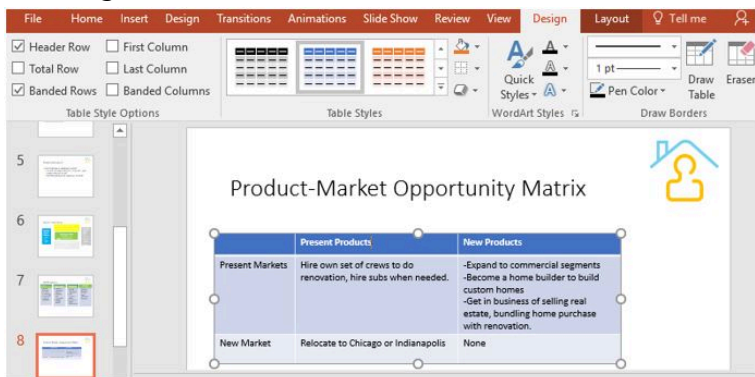 File Home Insert Design Transitions Animations Slide Show Review View Design Layout Tell me
Header Row First Column
Total Row Last Column
Banded Rows Banded Columns
Table Style Options
Table Styles
Quick Styles
WordArt Styles
1 pt
Pen Color
Draw Table
Eraser
Draw Borders
5
6
7
8
Product-Market Opportunity Matrix
Present Products New Products
Present Markets
Hire own set of crews to do
renovation, hire subs when needed.
-Expand to commercial segments
-Become a home builder to build
custom homes
-Get in business of selling real
estate, bundling home purchase
with renovation.
New Market Relocate to Chicago or Indianapolis None